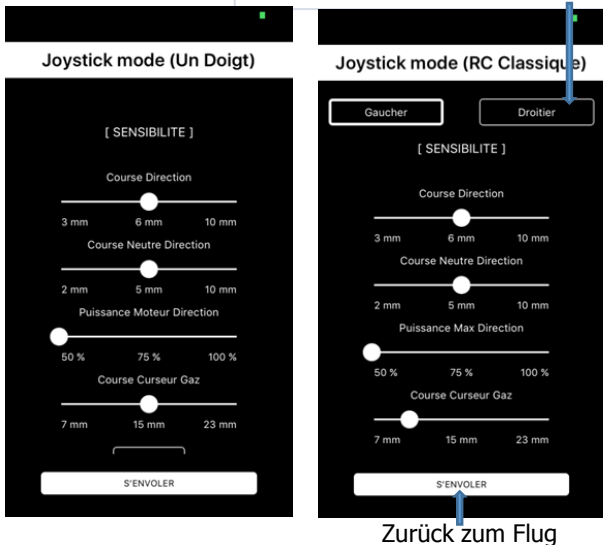 Joystick mode (Un Doigt)
[ SENSIBILITE ]
Course Direction
3 mm 6 mm 10 mm
Course Neutre Direction
2 mm 5 mm 10 mm
Puissance Moteur Direction
50 % 75 % 100 %
Course Curseur Gaz
7 mm 15 mm 23 mm
S'ENVOLER
Joystick mode (RC Classique)
Gaucher Droitier
[ SENSIBILITE ]
Course Direction
3 mm 6 mm 10 mm
Course Neutre Direction
2 mm 5 mm 10 mm
Puissance Max Direction
50 % 75 % 100 %
Course Curseur Gaz
7 mm 15 mm 23 mm
S'ENVOLER
Zurück zum Flug